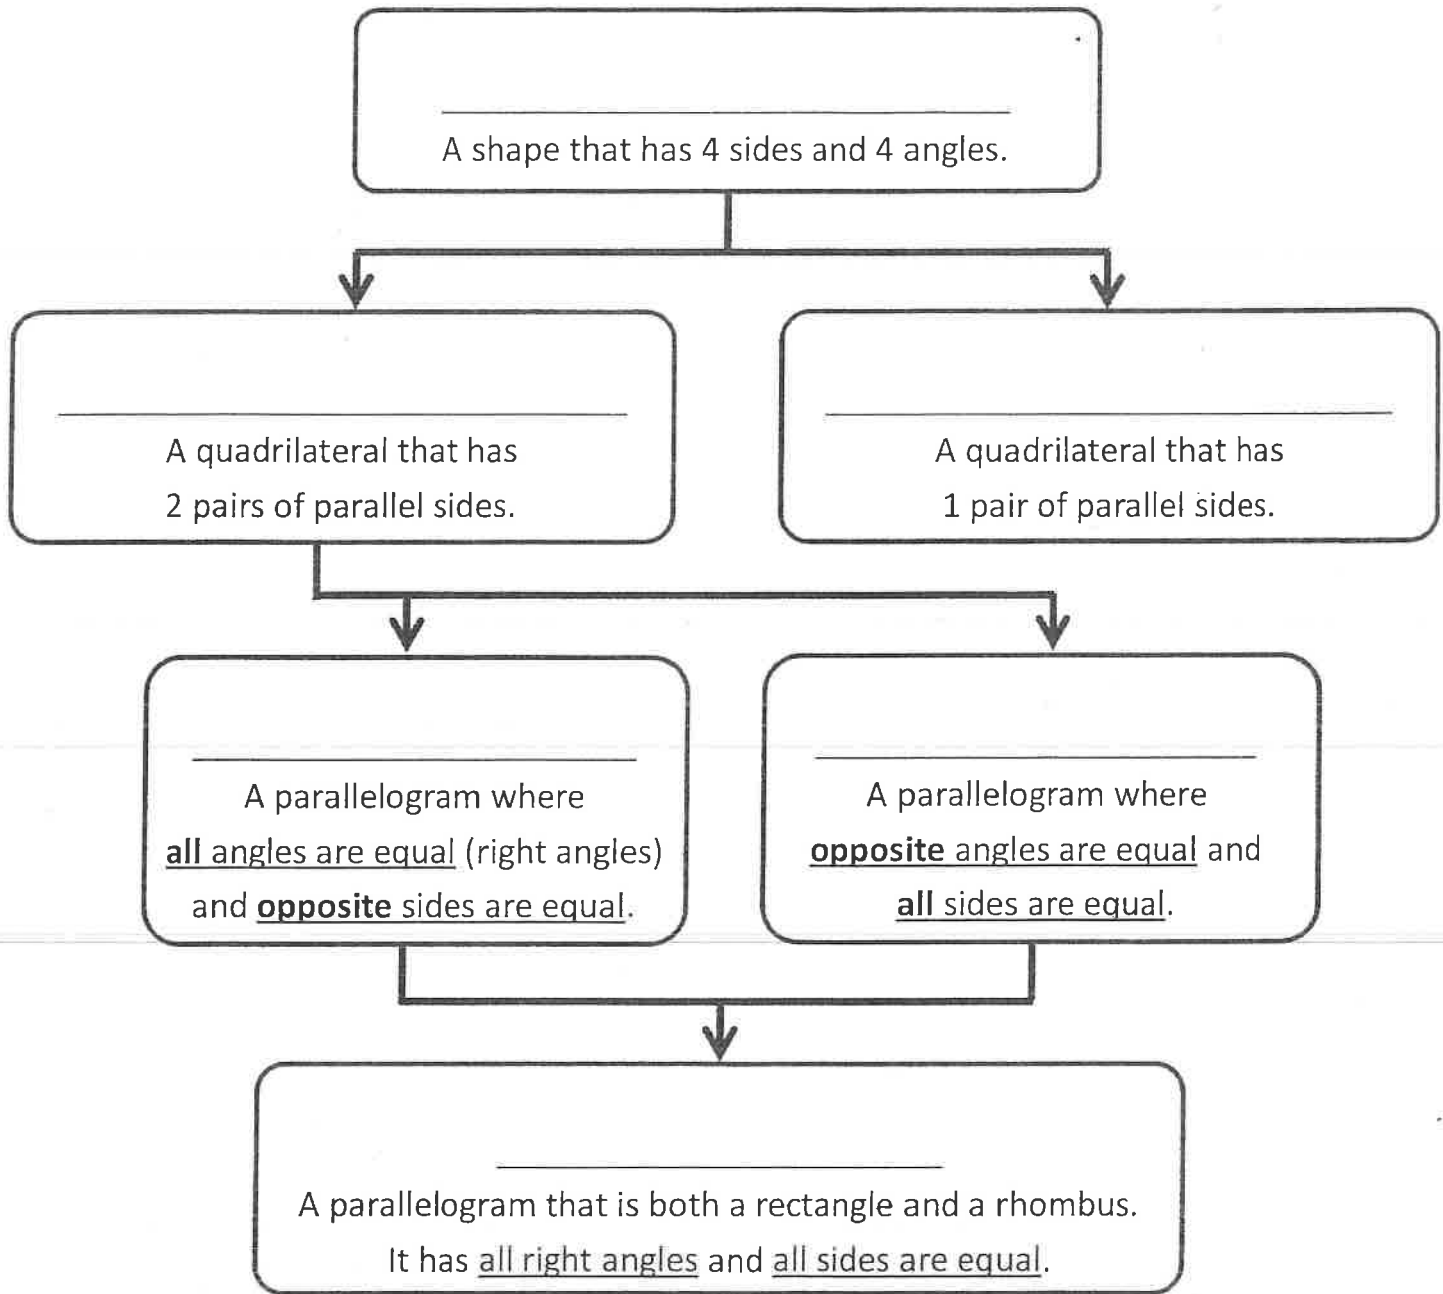 A shape that has 4 sides and 4 angles.
A quadrilateral that has
2 pairs of parallel sides.
A quadrilateral that has
1 pair of parallel sides.
A parallelogram where
all angles are equal (right angles)
and opposite sides are equal.
A parallelogram where
opposite angles are equal and
all sides are equal.
A parallelogram that is both a rectangle and a rhombus.
It has all right angles and all sides are equal.